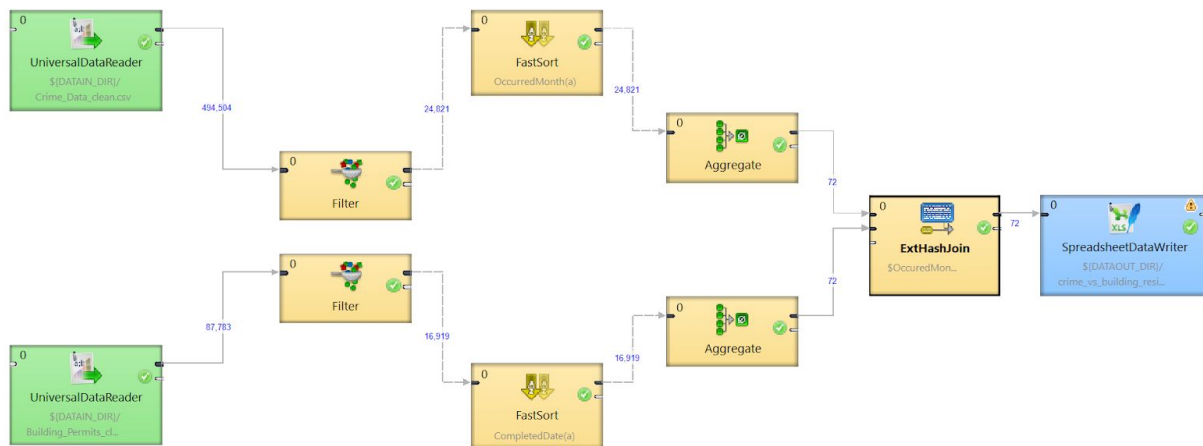 0
UniversalDataReader
${DATAIN_DIR}/
Crime_Data_clean.csv
494,504
0
Filter
24,821
0
FastSort
OccurredMonth(a)
24,821
0
Aggregate
72
0
UniversalDataReader
${DATAIN_DIR}/
Building_Permits_cl...
87,783
0
Filter
16,919
0
FastSort
CompletedDate(a)
16,919
0
Aggregate
72
0
ExtHashJoin
$OccuredMon...
72
0
XLS
SpreadsheetDataWriter
${DATAOUT_DIR}/
crime_vs_building_resi...